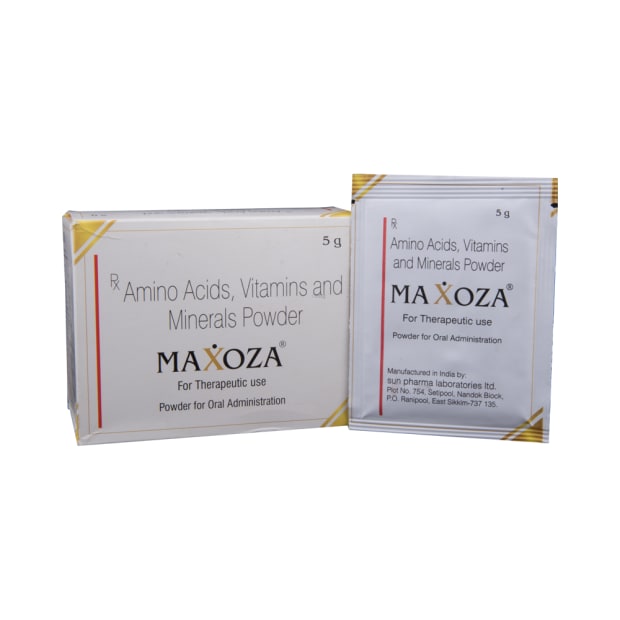 5 g
Rx Amino Acids, Vitamins and
Minerals Powder
MAXOZA®
For Therapeutic use
Powder for Oral Administration
Rx
5 g
Amino Acids, Vitamins
and Minerals Powder
MAXOZA®
For Therapeutic use
Powder for Oral Administration
Manufactured in India by:
sun pharma laboratories ltd.
Plot No. 754, Setipool, Nandok Block,
P.O. Ranipool, East Sikkim-737 135.